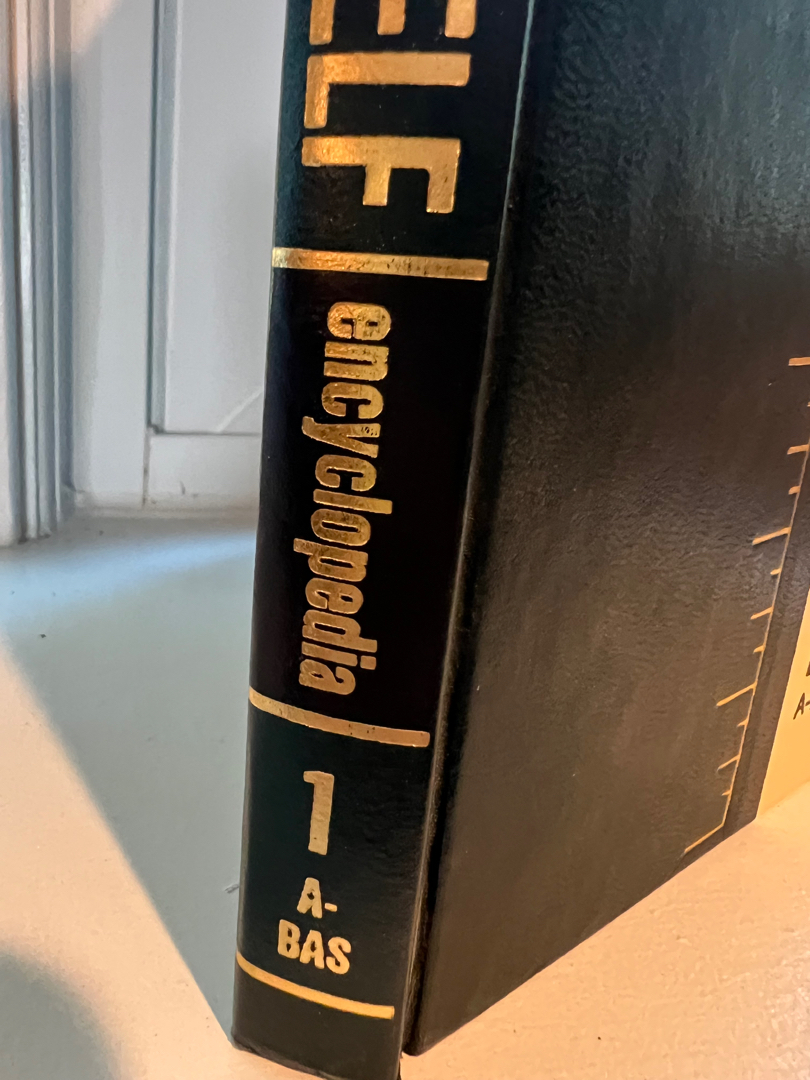 ELF
encyclopedia
1
A-
BAS
A-